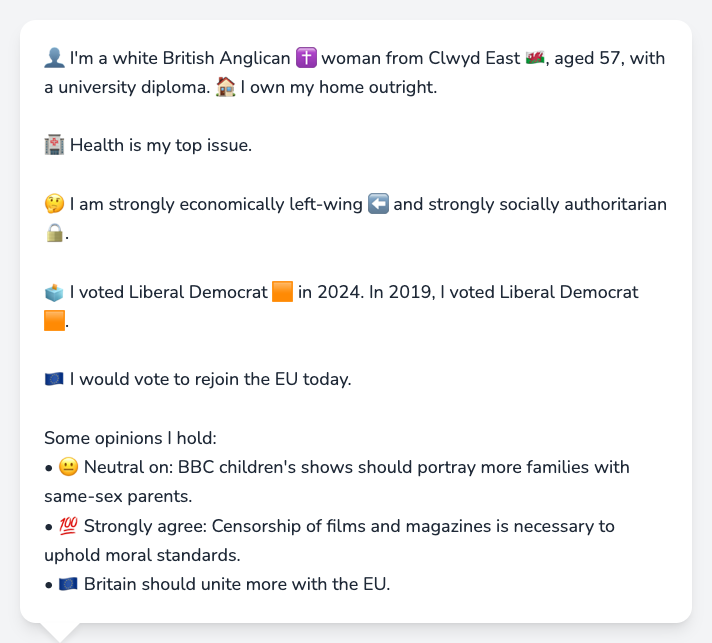 👤 I'm a white British Anglican ✝️ woman from Clwyd East 🏴󠁧󠁢󠁷󠁬󠁳󠁿, aged 57, with
a university diploma. 🏠 I own my home outright.
🏥 Health is my top issue.
🤔 I am strongly economically left-wing ⬅️ and strongly socially authoritarian
🔒.
🗳️ I voted Liberal Democrat 🟧 in 2024. In 2019, I voted Liberal Democrat
🟧.
🇪🇺 I would vote to rejoin the EU today.
Some opinions I hold:
• 😐 Neutral on: BBC children's shows should portray more families with
same-sex parents.
• 💯 Strongly agree: Censorship of films and magazines is necessary to
uphold moral standards.
• 🇪🇺 Britain should unite more with the EU.